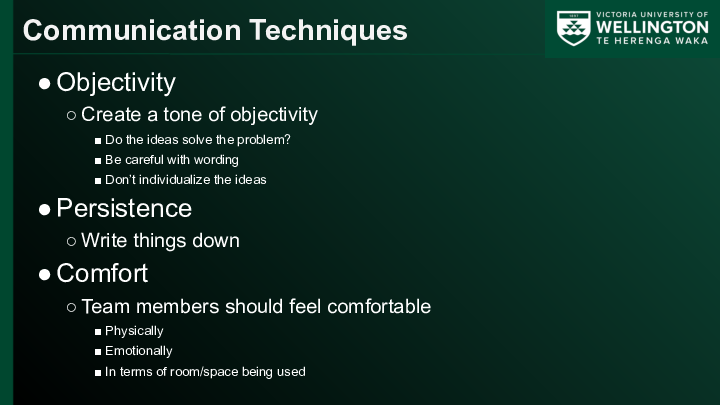 Communication Techniques
VICTORIA UNIVERSITY OF
WELLINGTON
TE HERENGA WAKA
● Objectivity
○ Create a tone of objectivity
■ Do the ideas solve the problem?
■ Be careful with wording
■ Don't individualize the ideas
● Persistence
○ Write things down
● Comfort
○ Team members should feel comfortable
■ Physically
■ Emotionally
■ In terms of room/space being used